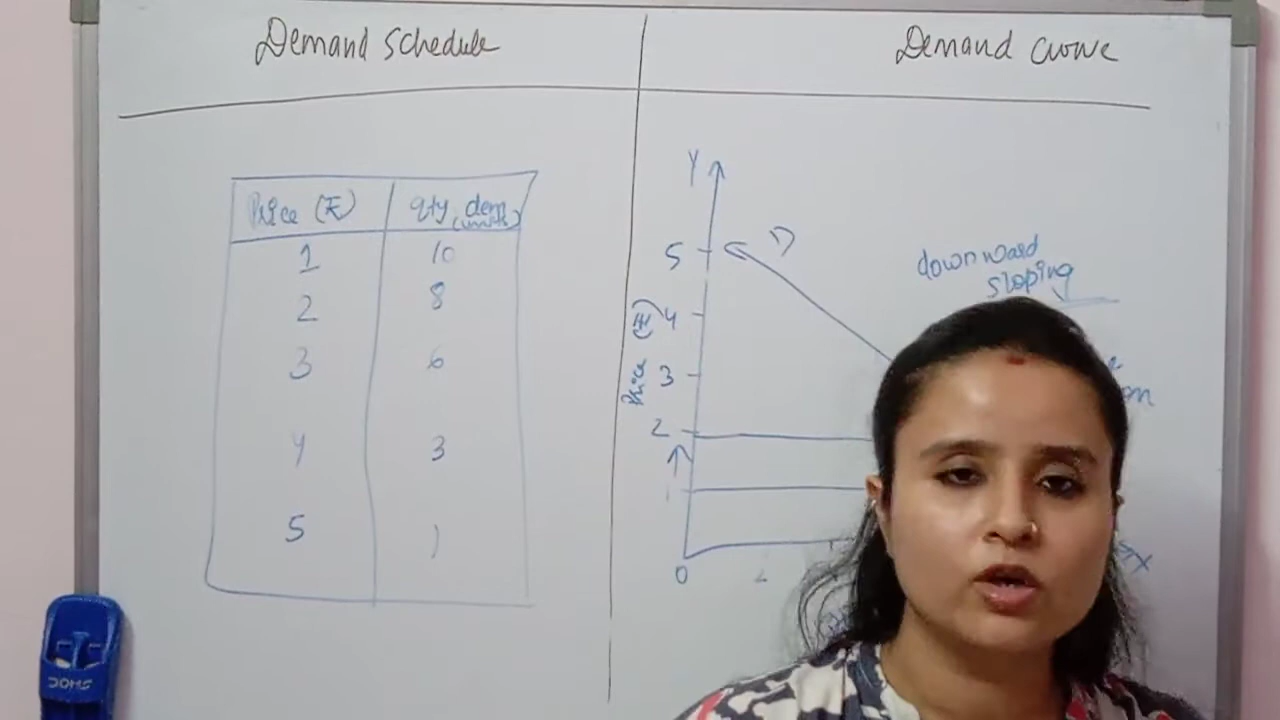 Demand schedule
Demand curve
Price (₹) qty. dem. (units)
1 10
2 8
3 6
4 3
5 1
Y
5
4
3
2
0
Price (₹)
D
downward
sloping
X
DOMS